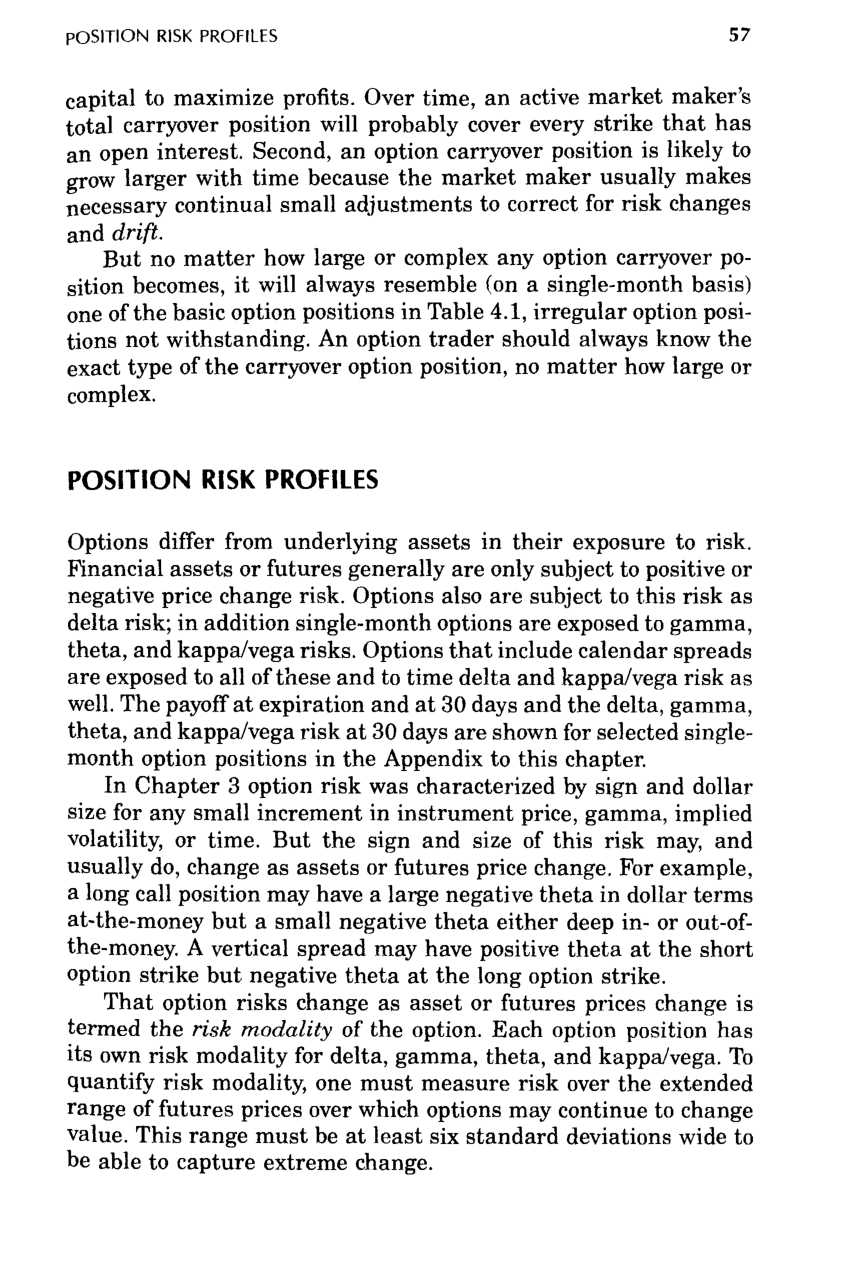 POSITION RISK PROFILES 57
capital to maximize profits. Over time, an active market maker's
total carryover position will probably cover every strike that has
an open interest. Second, an option carryover position is likely to
grow larger with time because the market maker usually makes
necessary continual small adjustments to correct for risk changes
and drift.
But no matter how large or complex any option carryover po-
sition becomes, it will always resemble (on a single-month basis)
one of the basic option positions in Table 4.1, irregular option posi-
tions not withstanding. An option trader should always know the
exact type of the carryover option position, no matter how large or
complex.
POSITION RISK PROFILES
Options differ from underlying assets in their exposure to risk.
Financial assets or futures generally are only subject to positive or
negative price change risk. Options also are subject to this risk as
delta risk; in addition single-month options are exposed to gamma,
theta, and kappa/vega risks. Options that include calendar spreads
are exposed to all of these and to time delta and kappa/vega risk as
well. The payoff at expiration and at 30 days and the delta, gamma,
theta, and kappa/vega risk at 30 days are shown for selected single-
month option positions in the Appendix to this chapter.
In Chapter 3 option risk was characterized by sign and dollar
size for any small increment in instrument price, gamma, implied
volatility, or time. But the sign and size of this risk may, and
usually do, change as assets or futures price change. For example,
a long call position may have a large negative theta in dollar terms
at-the-money but a small negative theta either deep in- or out-of-
the-money. A vertical spread may have positive theta at the short
option strike but negative theta at the long option strike.
That option risks change as asset or futures prices change is
termed the risk modality of the option. Each option position has
its own risk modality for delta, gamma, theta, and kappa/vega. To
quantify risk modality, one must measure risk over the extended
range of futures prices over which options may continue to change
value. This range must be at least six standard deviations wide to
be able to capture extreme change.